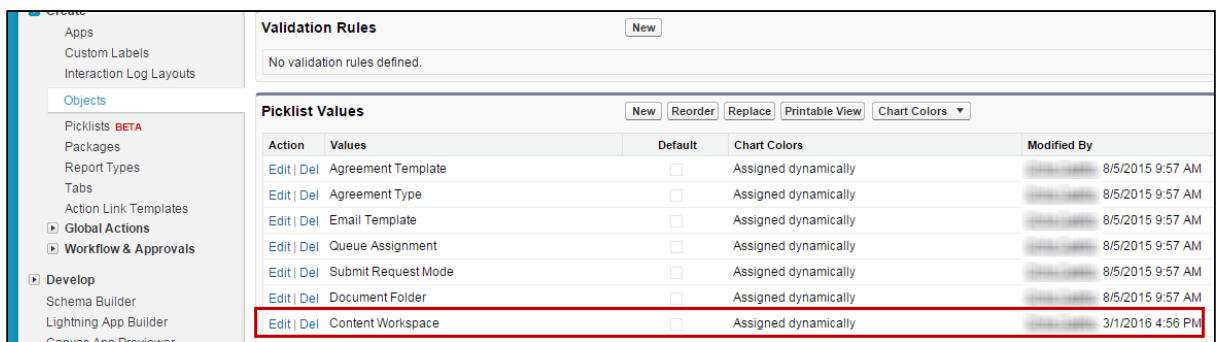 Create
Apps
Custom Labels
Interaction Log Layouts
Objects
Picklists BETA
Packages
Report Types
Tabs
Action Link Templates
Global Actions
Workflow & Approvals
Develop
Schema Builder
Lightning App Builder
Canvas App Previewer
Validation Rules New
No validation rules defined.
Picklist Values New Reorder Replace Printable View Chart Colors
Action Values Default Chart Colors Modified By
Edit | Del Agreement Template Assigned dynamically 8/5/2015 9:57 AM
Edit | Del Agreement Type Assigned dynamically 8/5/2015 9:57 AM
Edit | Del Email Template Assigned dynamically 8/5/2015 9:57 AM
Edit | Del Queue Assignment Assigned dynamically 8/5/2015 9:57 AM
Edit | Del Submit Request Mode Assigned dynamically 8/5/2015 9:57 AM
Edit | Del Document Folder Assigned dynamically 8/5/2015 9:57 AM
Edit | Del Content Workspace Assigned dynamically 3/1/2016 4:56 PM